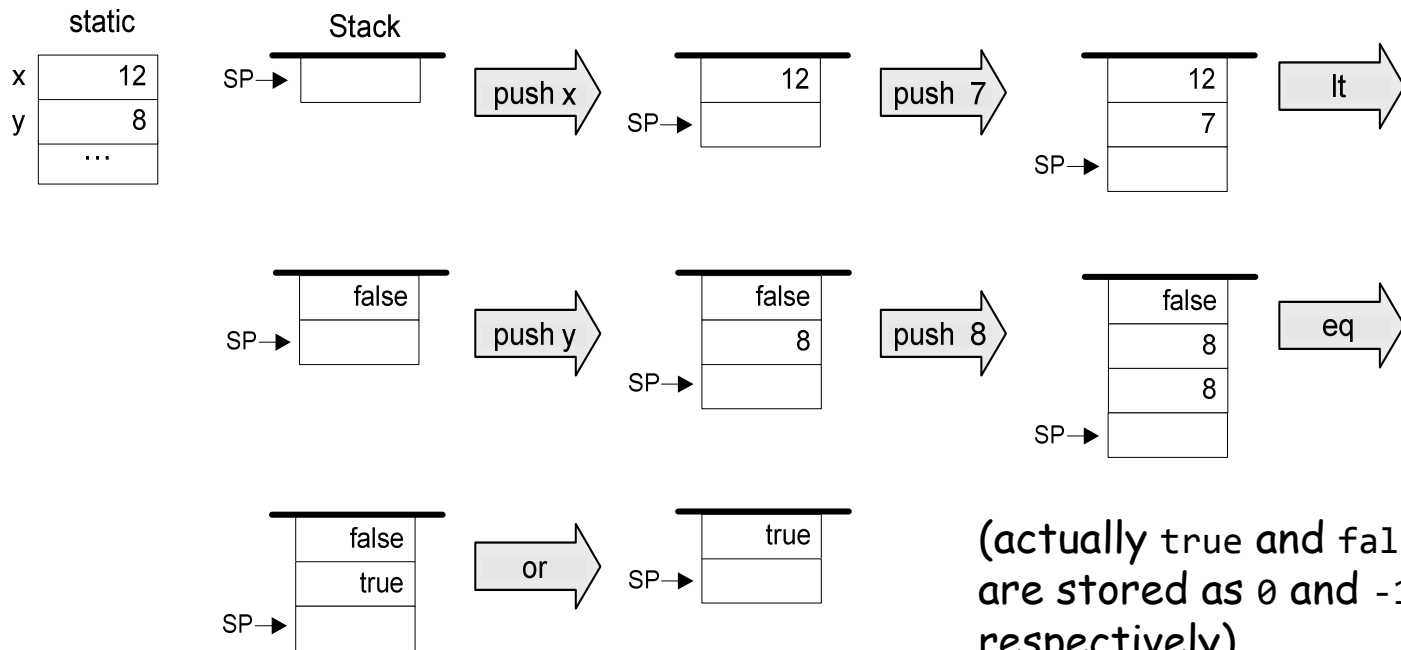 static
Stack
x 12
y 8
...
SP
push x
12
SP
push 7
12
7
SP
lt
false
SP
push y
false
8
SP
push 8
false
8
8
SP
eq
false
true
SP
or
true
SP
(actually true and fal
are stored as 0 and -1
respectively)